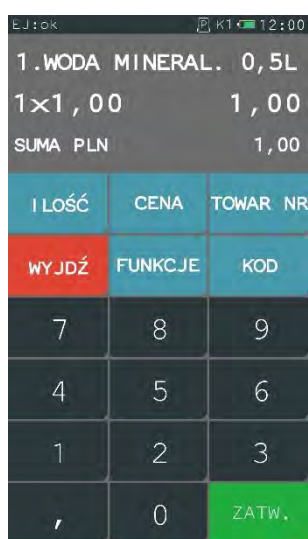 EJ:ok P K1 12:00
1.WODA MINERAL. 0,5L
1x1,00 1,00
SUMA PLN 1,00
ILOŚĆ CENA TOWAR NR
WYJDŹ FUNKCJE KOD
7 8 9
4 5 6
1 2 3
, 0 ZATW.